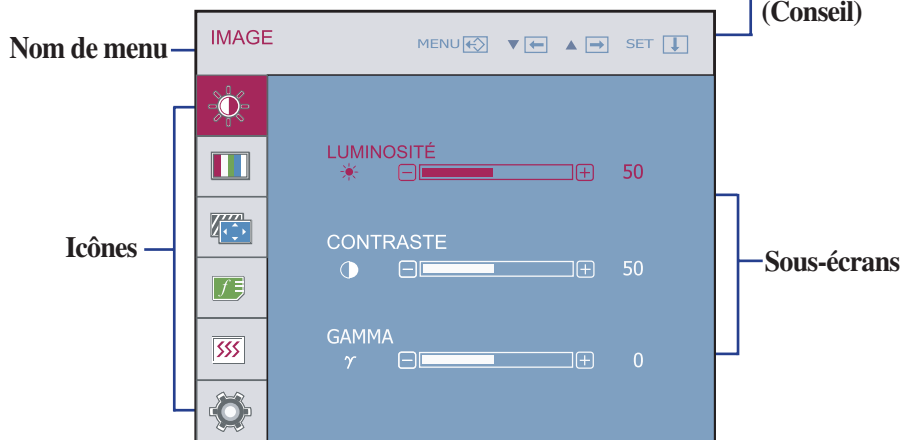 (Conseil)
Nom de menu
IMAGE
MENU SET
LUMINOSITÉ
50
CONTRASTE
50
Icônes
Sous-écrans
GAMMA
γ 0